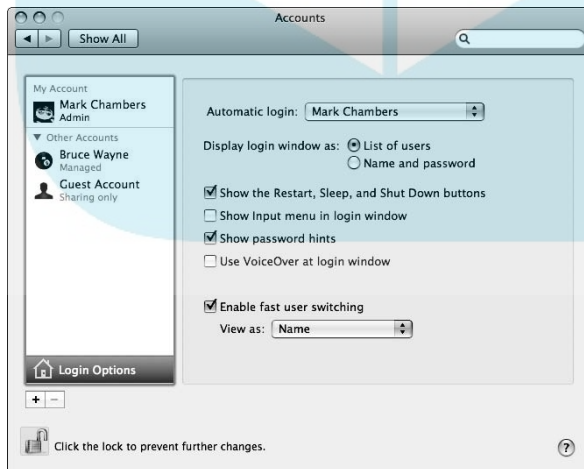 Accounts
Show All
My Account
Mark Chambers
Admin
Other Accounts
Bruce Wayne
Managed
Guest Account
Sharing only
Login Options
+ −
Automatic login: Mark Chambers
Display login window as: List of users
Name and password
Show the Restart, Sleep, and Shut Down buttons
Show Input menu in login window
Show password hints
Use VoiceOver at login window
Enable fast user switching
View as: Name
Click the lock to prevent further changes.
?